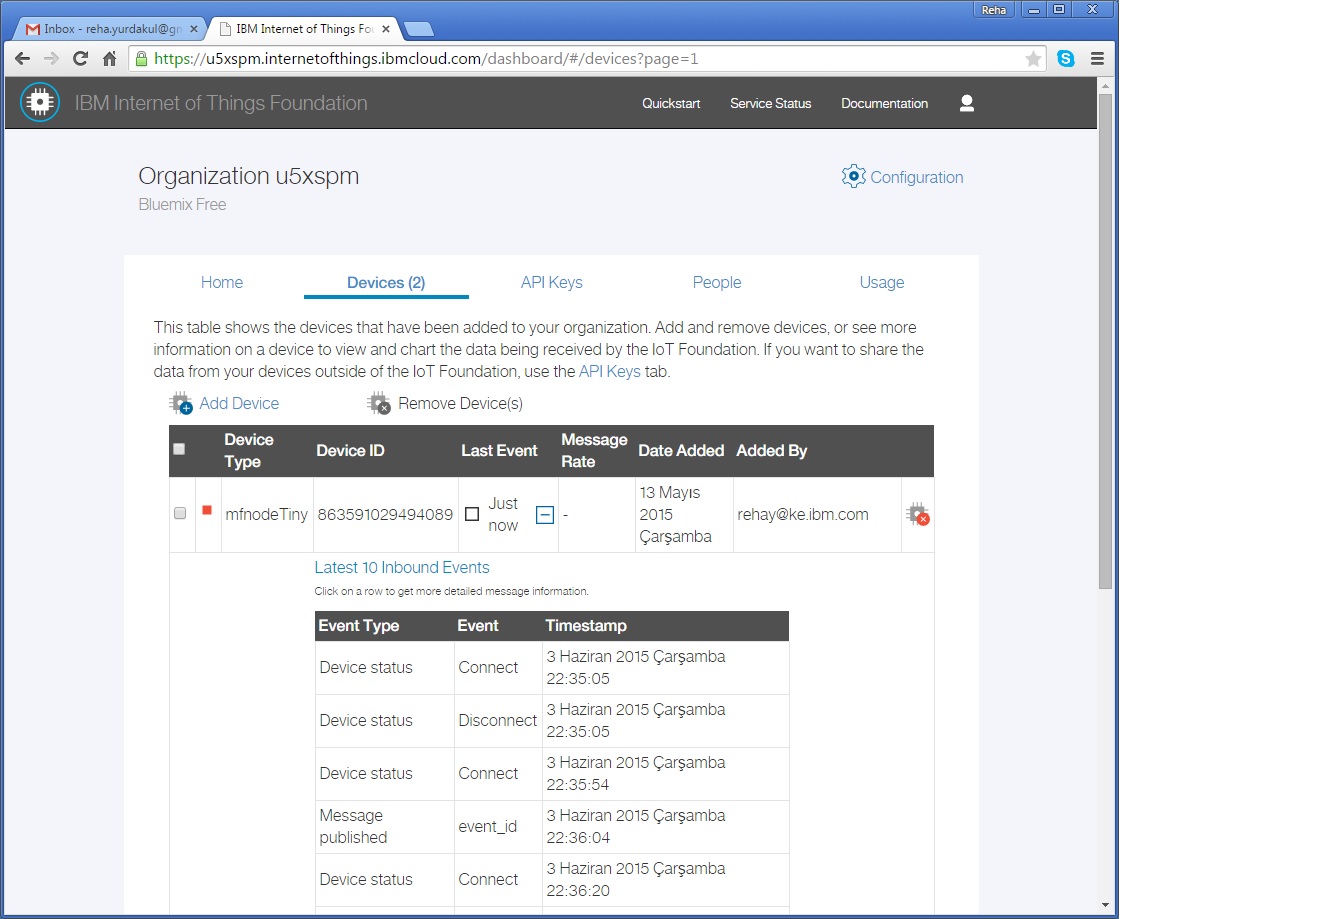 Reha
Inbox - reha.yurdakul@gm
IBM Internet of Things Fou
https://u5xspm.internetofthings.ibmcloud.com/dashboard/#/devices?page=1
IBM Internet of Things Foundation
Quickstart
Service Status
Documentation
Organization u5xspm
Configuration
Bluemix Free
Home
Devices (2)
API Keys
People
Usage
This table shows the devices that have been added to your organization. Add and remove devices, or see more
information on a device to view and chart the data being received by the IoT Foundation. If you want to share the
data from your devices outside of the IoT Foundation, use the API Keys tab.
Add Device
Remove Device(s)
Device
Type
Device ID
Last Event
Message
Rate
Date Added
Added By
mfnodeTiny
863591029494089
Just
now
-
13 Mayıs
2015
Çarşamba
rehay@ke.ibm.com
Latest 10 Inbound Events
Click on a row to get more detailed message information.
Event Type
Event
Timestamp
Device status
Connect
3 Haziran 2015 Çarşamba
22:35:05
Device status
Disconnect
3 Haziran 2015 Çarşamba
22:35:05
Device status
Connect
3 Haziran 2015 Çarşamba
22:35:54
Message
published
event_id
3 Haziran 2015 Çarşamba
22:36:04
Device status
Connect
3 Haziran 2015 Çarşamba
22:36:20